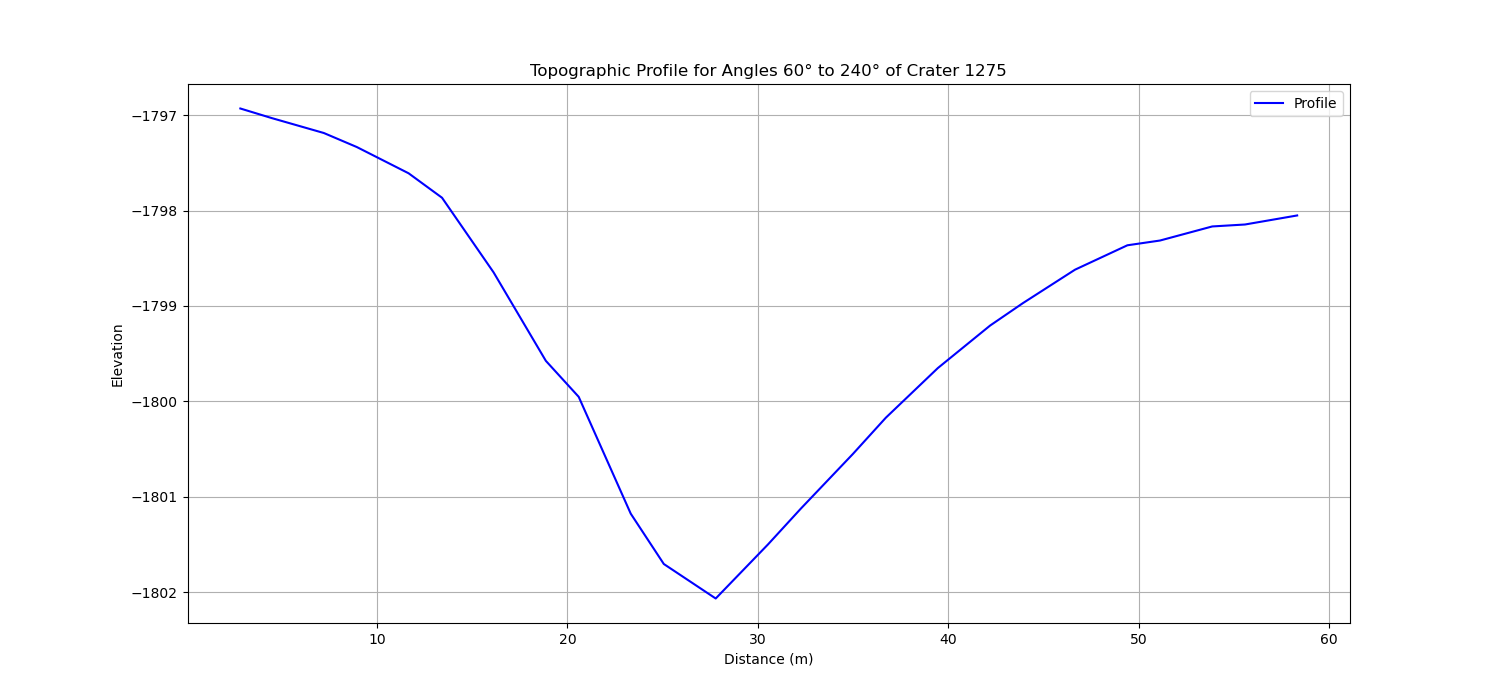 Topographic Profile for Angles 60° to 240° of Crater 1275
Profile
−1797
−1798
−1799
−1800
−1801
−1802
Elevation
10 20 30 40 50 60
Distance (m)